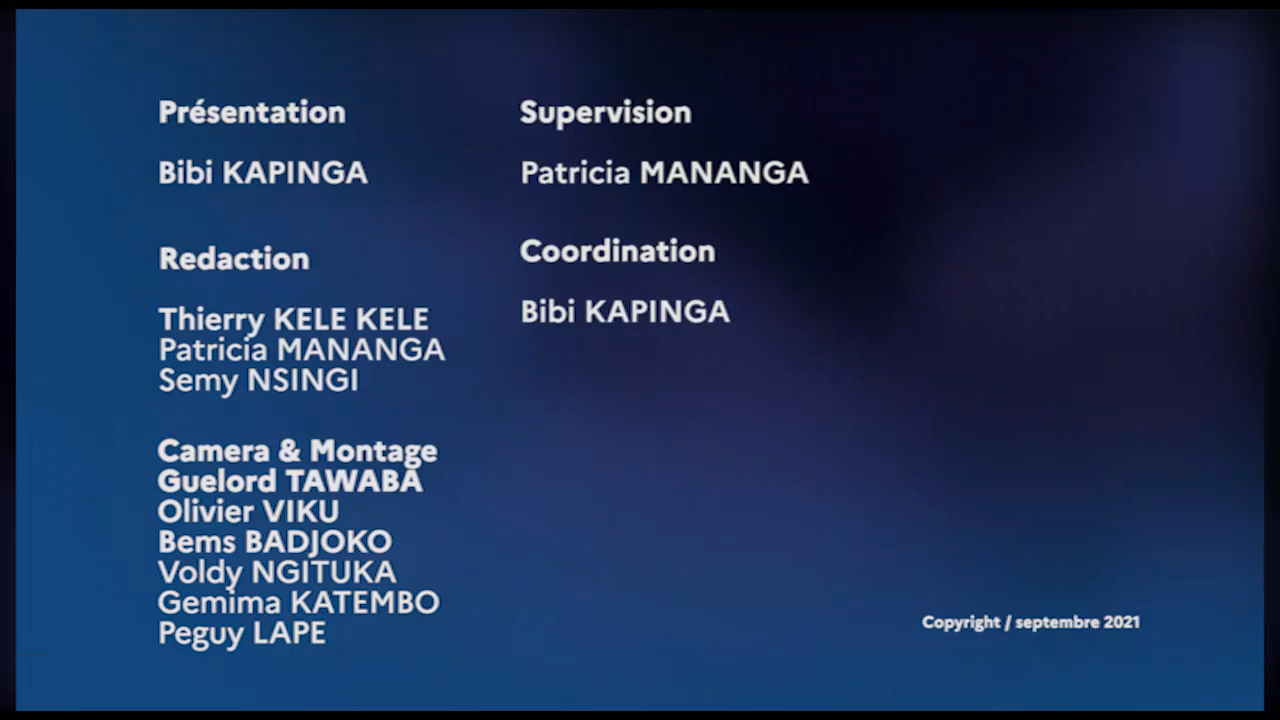 Présentation
Bibi KAPINGA
Redaction
Thierry KELE KELE
Patricia MANANGA
Semy NSINGI
Camera & Montage
Guelord TAWABA
Olivier VIKU
Bems BADJOKO
Voldy NGITUKA
Gemima KATEMBO
Peguy LAPE
Supervision
Patricia MANANGA
Coordination
Bibi KAPINGA
Copyright / septembre 2021